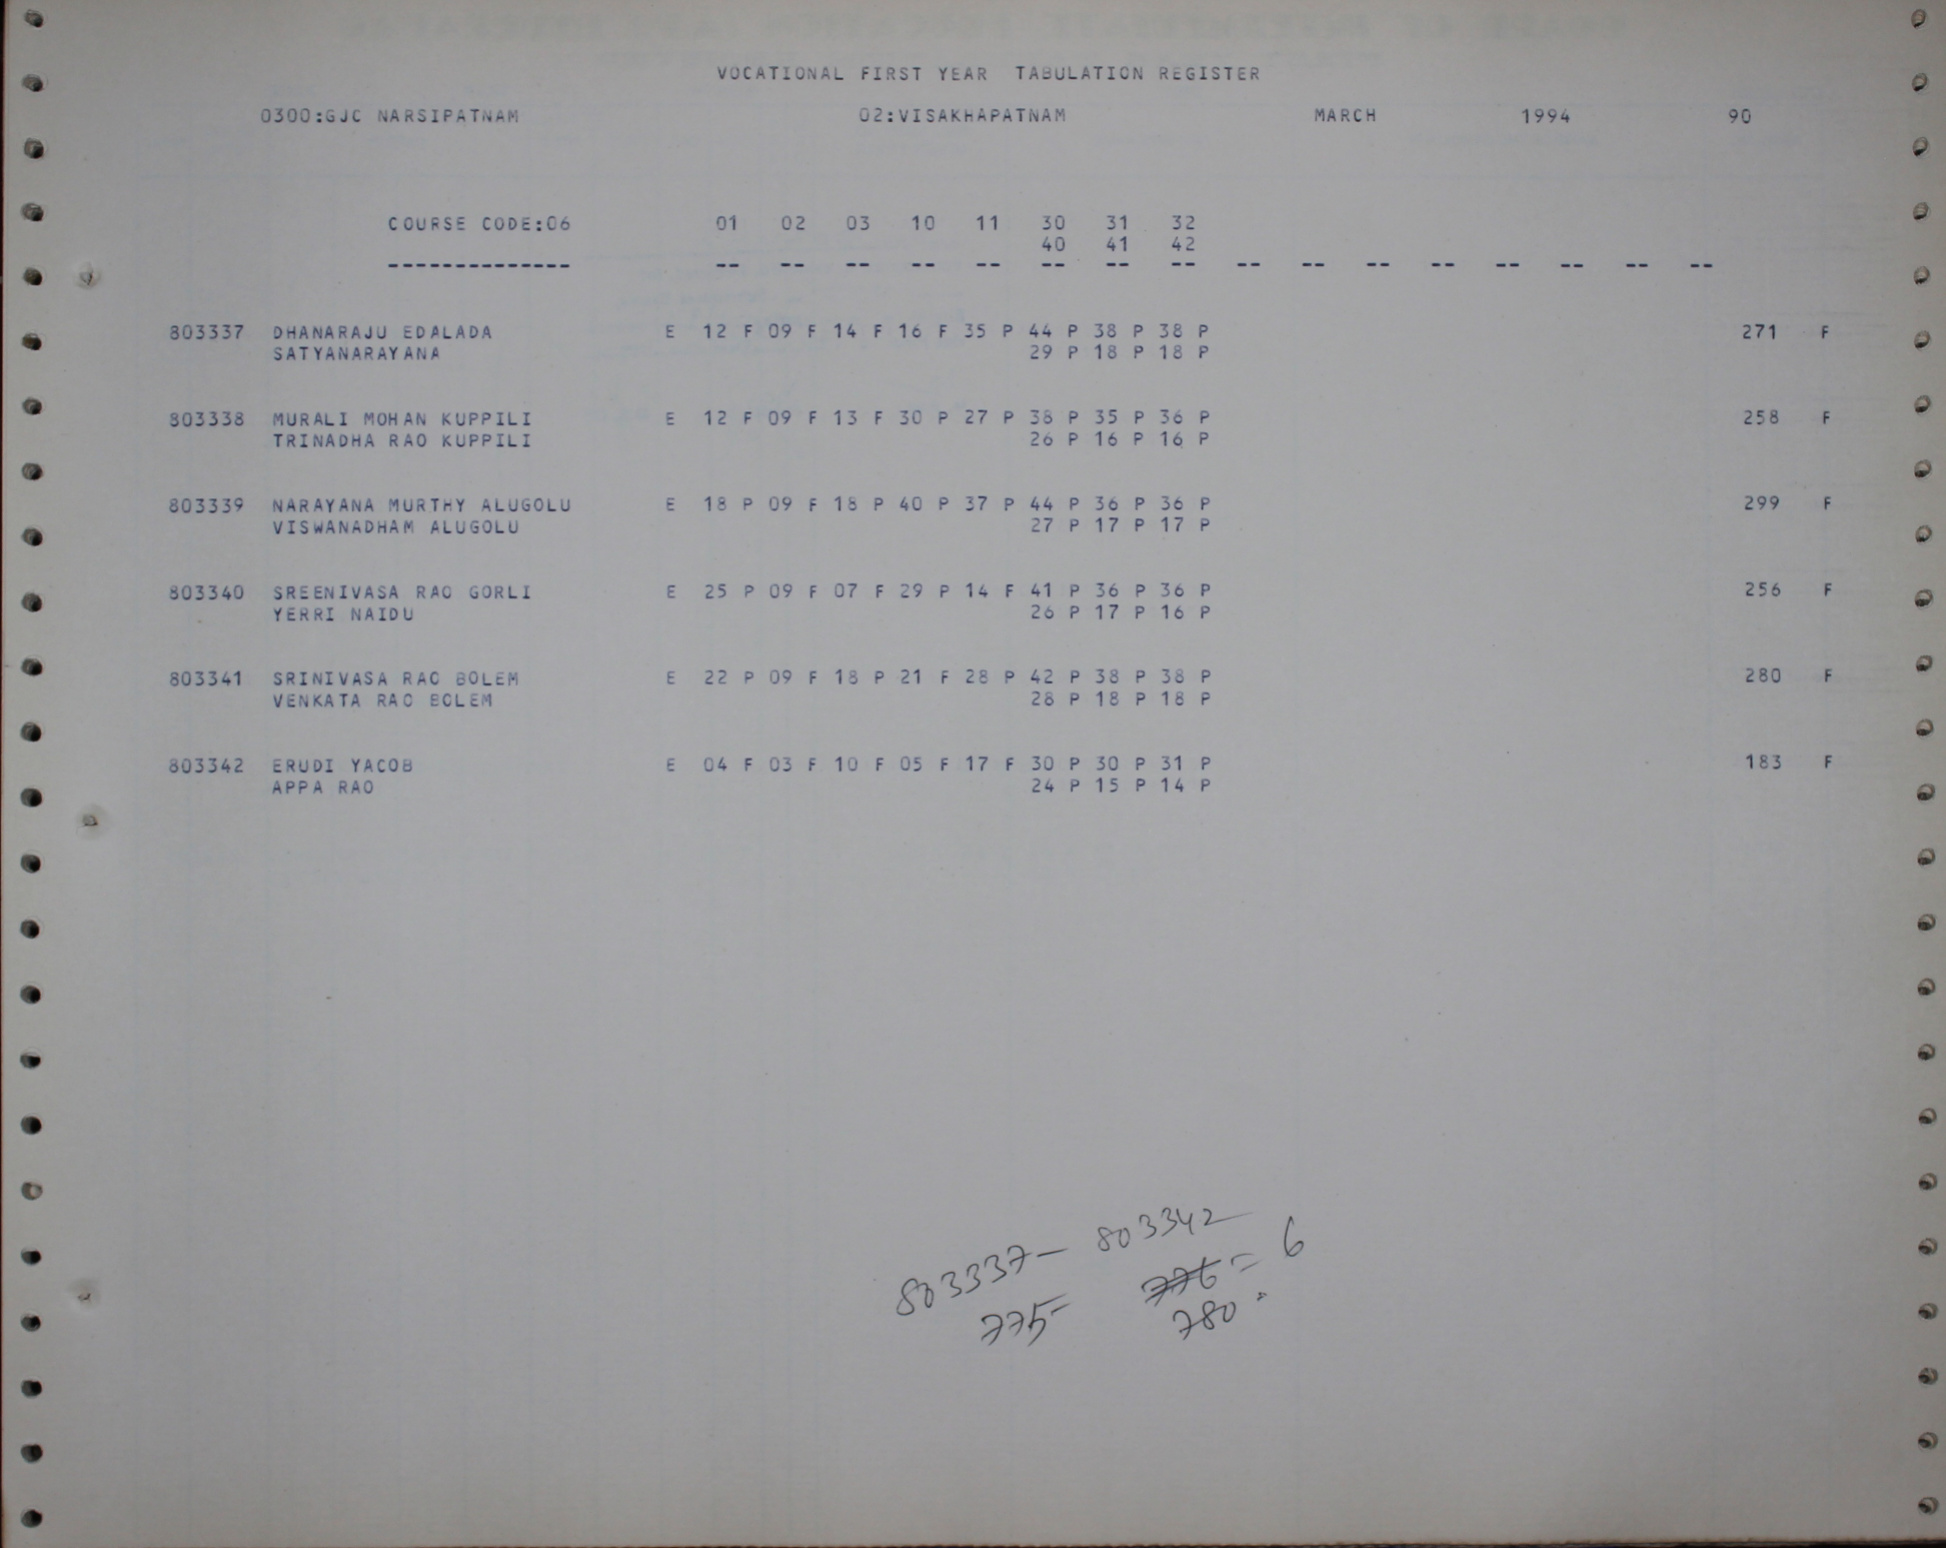 VOCATIONAL FIRST YEAR TABULATION REGISTER
0300:GJC NARSIPATNAM 02:VISAKHAPATNAM MARCH 1994 90
COURSE CODE:06 01 02 03 10 11 30 31 32
40 41 42
-------------- -- -- -- -- -- -- -- -- -- -- -- -- -- -- -- --
803337 DHANARAJU EDALADA E 12 F 09 F 14 F 16 F 35 P 44 P 38 P 38 P 271 F
SATYANARAYANA 29 P 18 P 18 P
803338 MURALI MOHAN KUPPILI E 12 F 09 F 13 F 30 P 27 P 38 P 35 P 36 P 258 F
TRINADHA RAO KUPPILI 26 P 16 P 16 P
803339 NARAYANA MURTHY ALUGOLU E 18 P 09 F 18 P 40 P 37 P 44 P 36 P 36 P 299 F
VISWANADHAM ALUGOLU 27 P 17 P 17 P
803340 SREENIVASA RAO GORLI E 25 P 09 F 07 F 29 P 14 F 41 P 36 P 36 P 256 F
YERRI NAIDU 26 P 17 P 16 P
803341 SRINIVASA RAO BOLEM E 22 P 09 F 18 P 21 F 28 P 42 P 38 P 38 P 280 F
VENKATA RAO BOLEM 28 P 18 P 18 P
803342 ERUDI YACOB E 04 F 03 F 10 F 05 F 17 F 30 P 30 P 31 P 183 F
APPA RAO 24 P 15 P 14 P
803337 - 803342
775 - 776 = 6
780